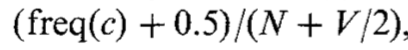 (freq(c) + 0.5)/(N + V/2),